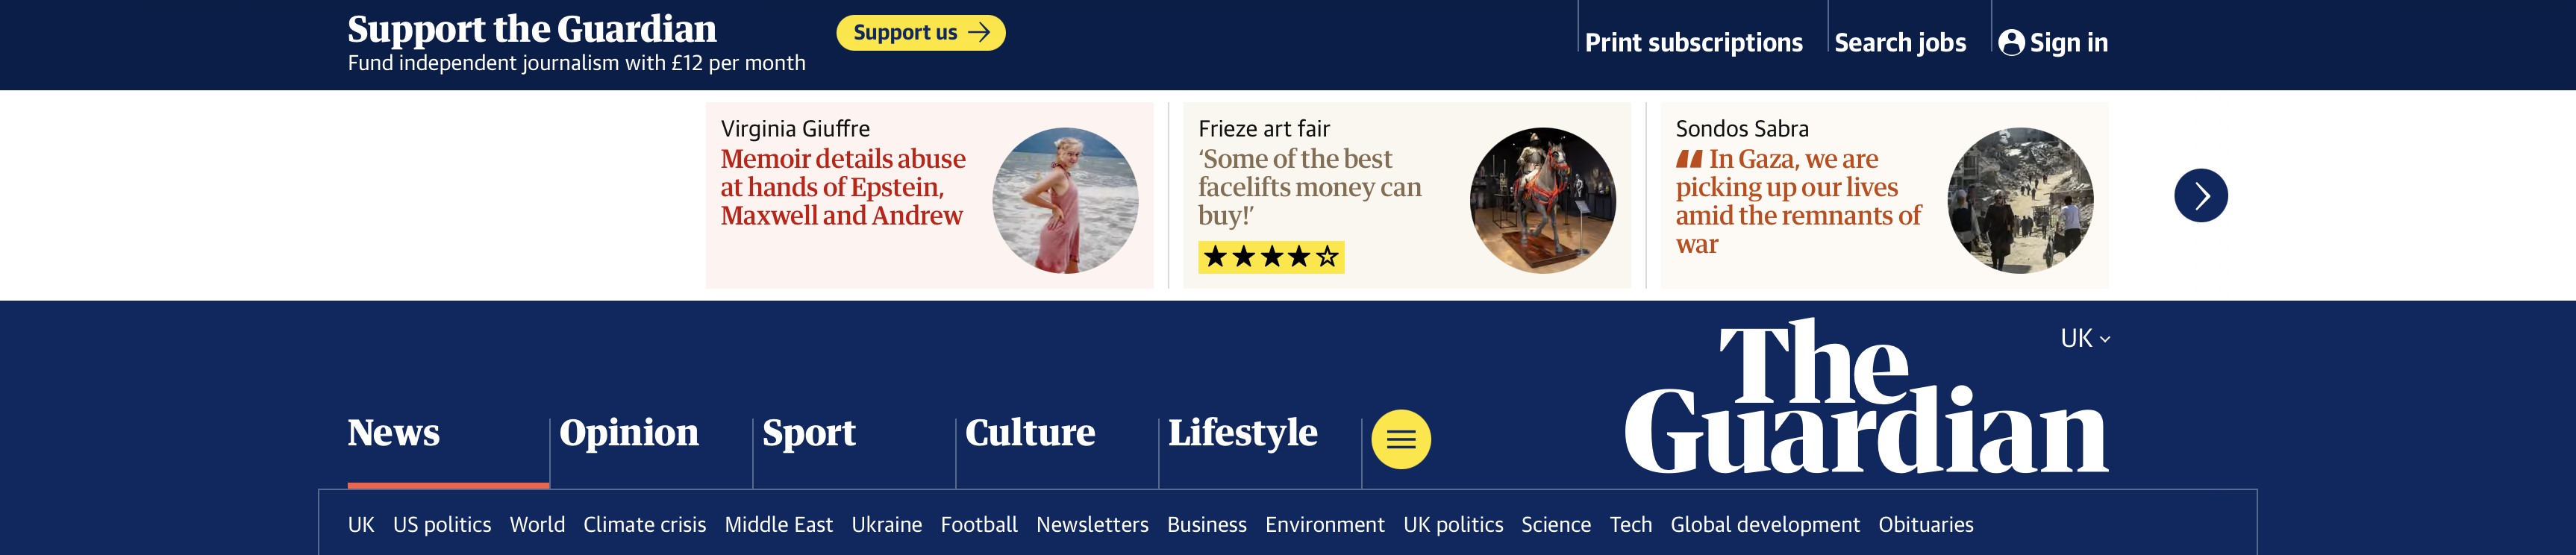 Support the Guardian
Fund independent journalism with £12 per month
Support us
Print subscriptions
Search jobs
Sign in
Virginia Giuffre
Memoir details abuse
at hands of Epstein,
Maxwell and Andrew
Frieze art fair
‘Some of the best
facelifts money can
buy!’
Sondos Sabra
“ In Gaza, we are
picking up our lives
amid the remnants of
war
UK
The
Guardian
News
Opinion
Sport
Culture
Lifestyle
UK US politics World Climate crisis Middle East Ukraine Football Newsletters Business Environment UK politics Science Tech Global development Obituaries